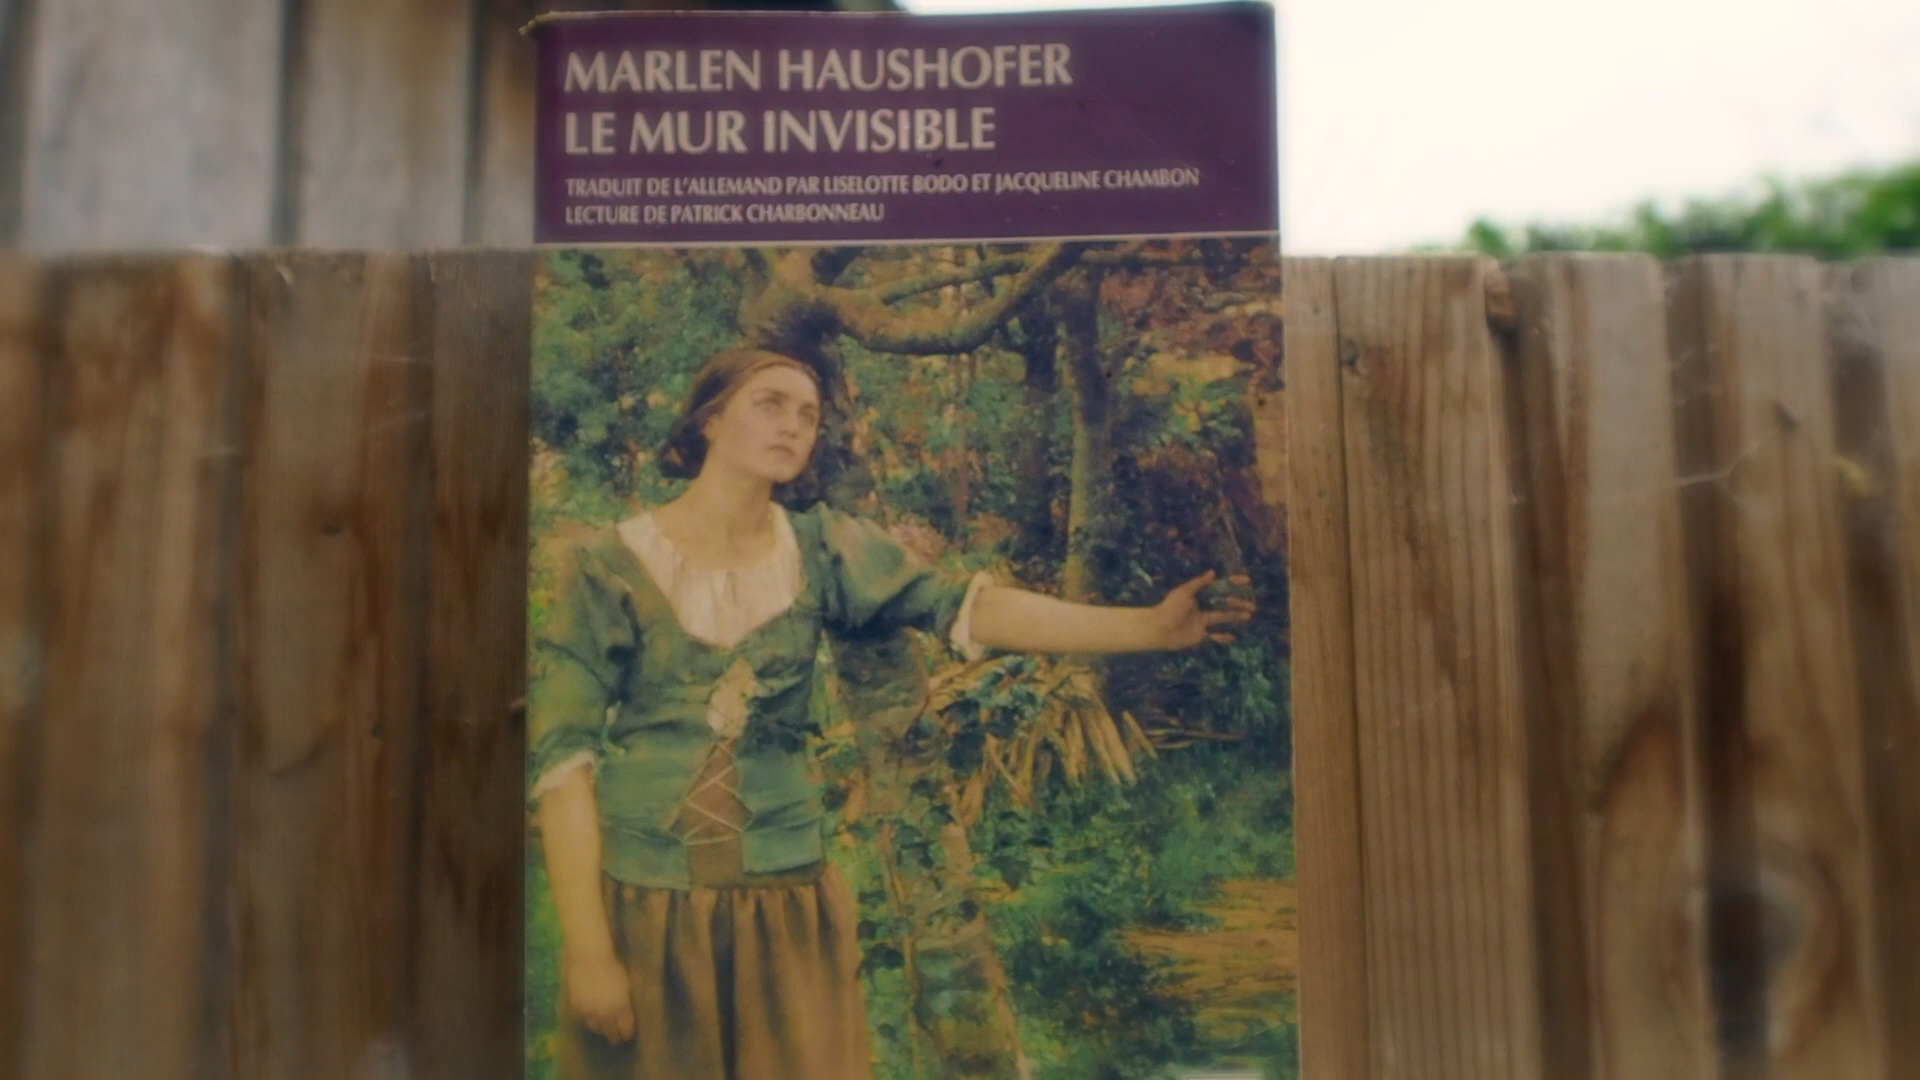 MARLEN HAUSHOFER
LE MUR INVISIBLE
TRADUIT DE L'ALLEMAND PAR LISELOTTE BODO ET JACQUELINE CHAMBON
LECTURE DE PATRICK CHARBONNEAU